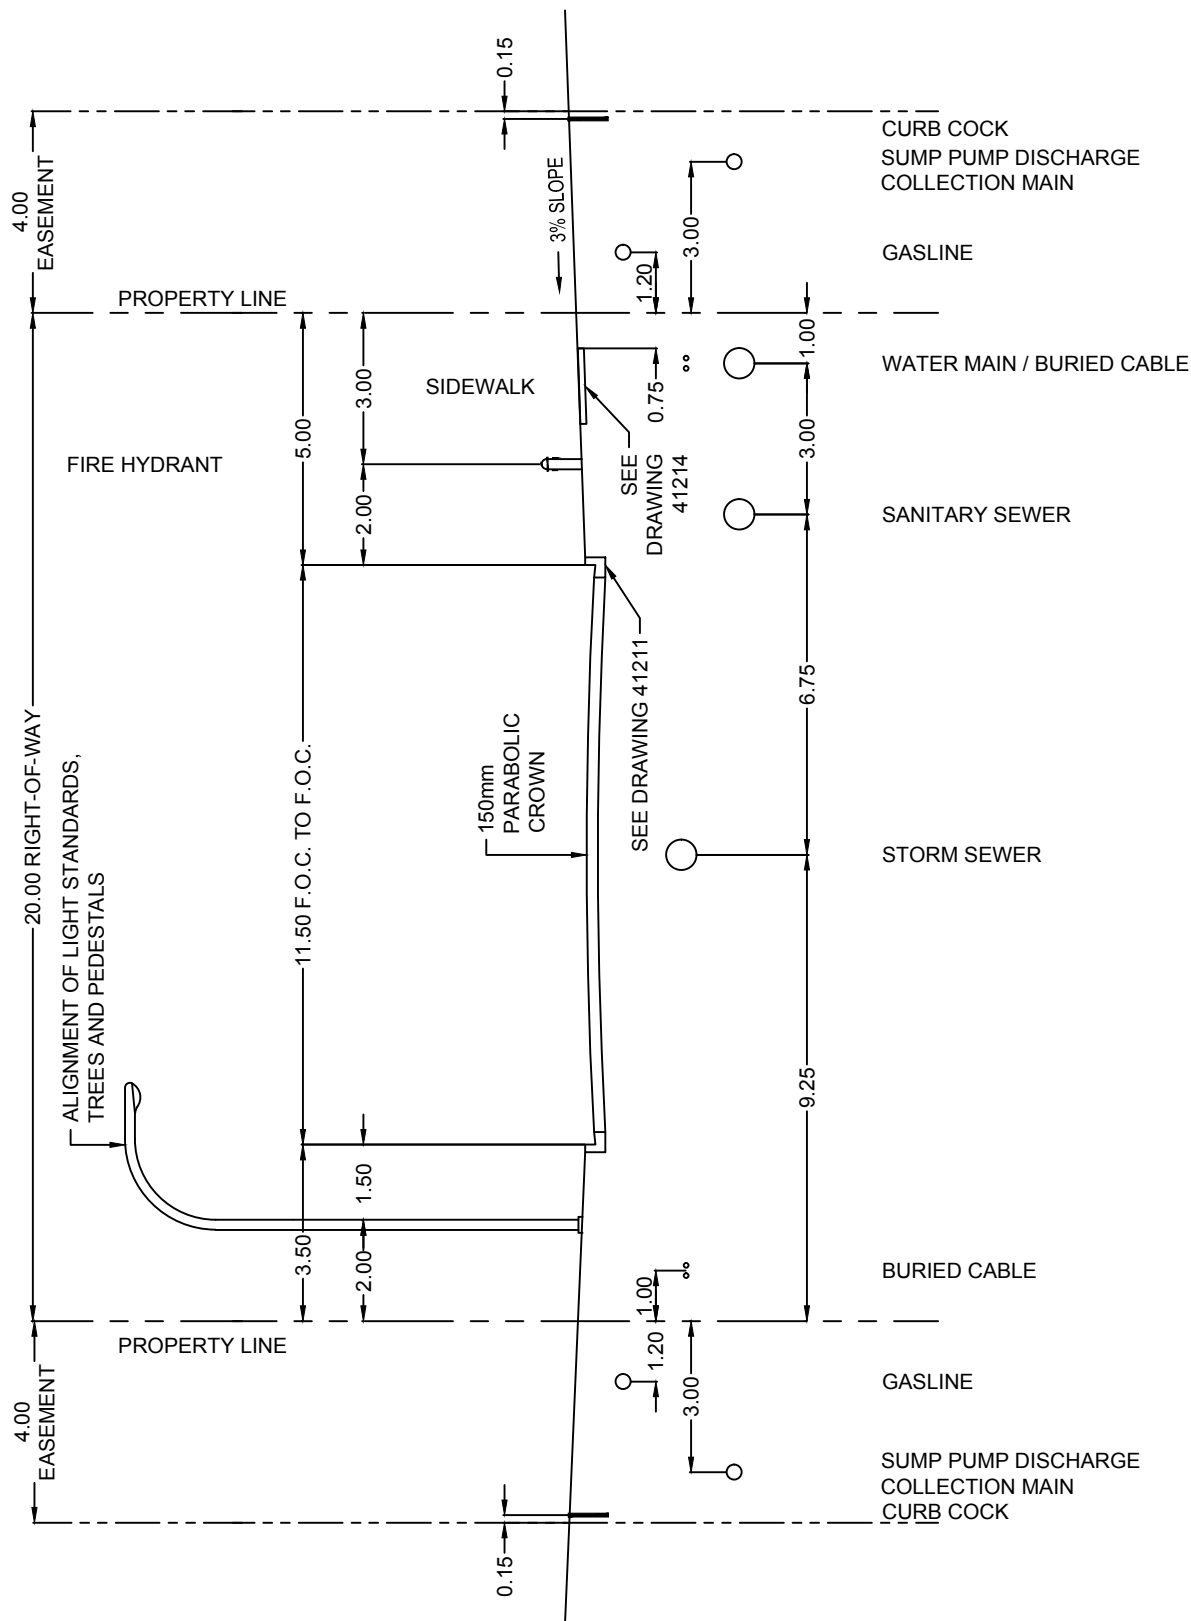 0.15
4.00
EASEMENT
3% SLOPE
CURB COCK
SUMP PUMP DISCHARGE
COLLECTION MAIN
3.00
GASLINE
1.20
PROPERTY LINE
1.00
WATER MAIN / BURIED CABLE
5.00
3.00
SIDEWALK
0.75
3.00
FIRE HYDRANT
SEE
DRAWING
41214
2.00
SANITARY SEWER
SEE DRAWING 41211
6.75
20.00 RIGHT-OF-WAY
11.50 F.O.C. TO F.O.C.
150mm
PARABOLIC
CROWN
STORM SEWER
ALIGNMENT OF LIGHT STANDARDS,
TREES AND PEDESTALS
9.25
1.50
3.50
2.00
1.00
BURIED CABLE
PROPERTY LINE
1.20
GASLINE
3.00
4.00
EASEMENT
SUMP PUMP DISCHARGE
COLLECTION MAIN
CURB COCK
0.15